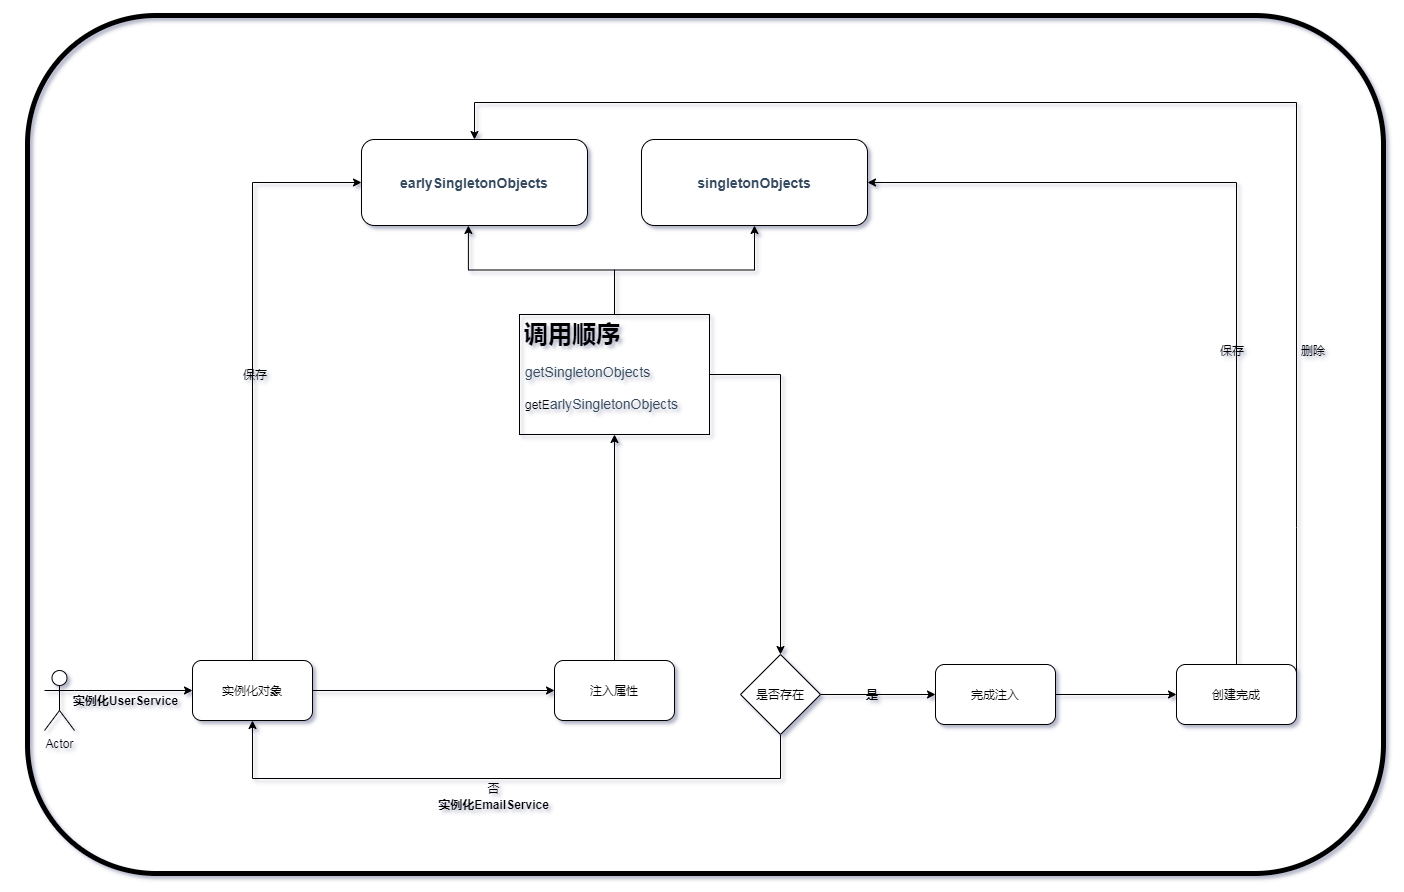 earlySingletonObjects
singletonObjects
调用顺序
getSingletonObjects
getEarlySingletonObjects
保存
保存
删除
实例化UserService
Actor
实例化对象
注入属性
是否存在
是
完成注入
创建完成
否
实例化EmailService